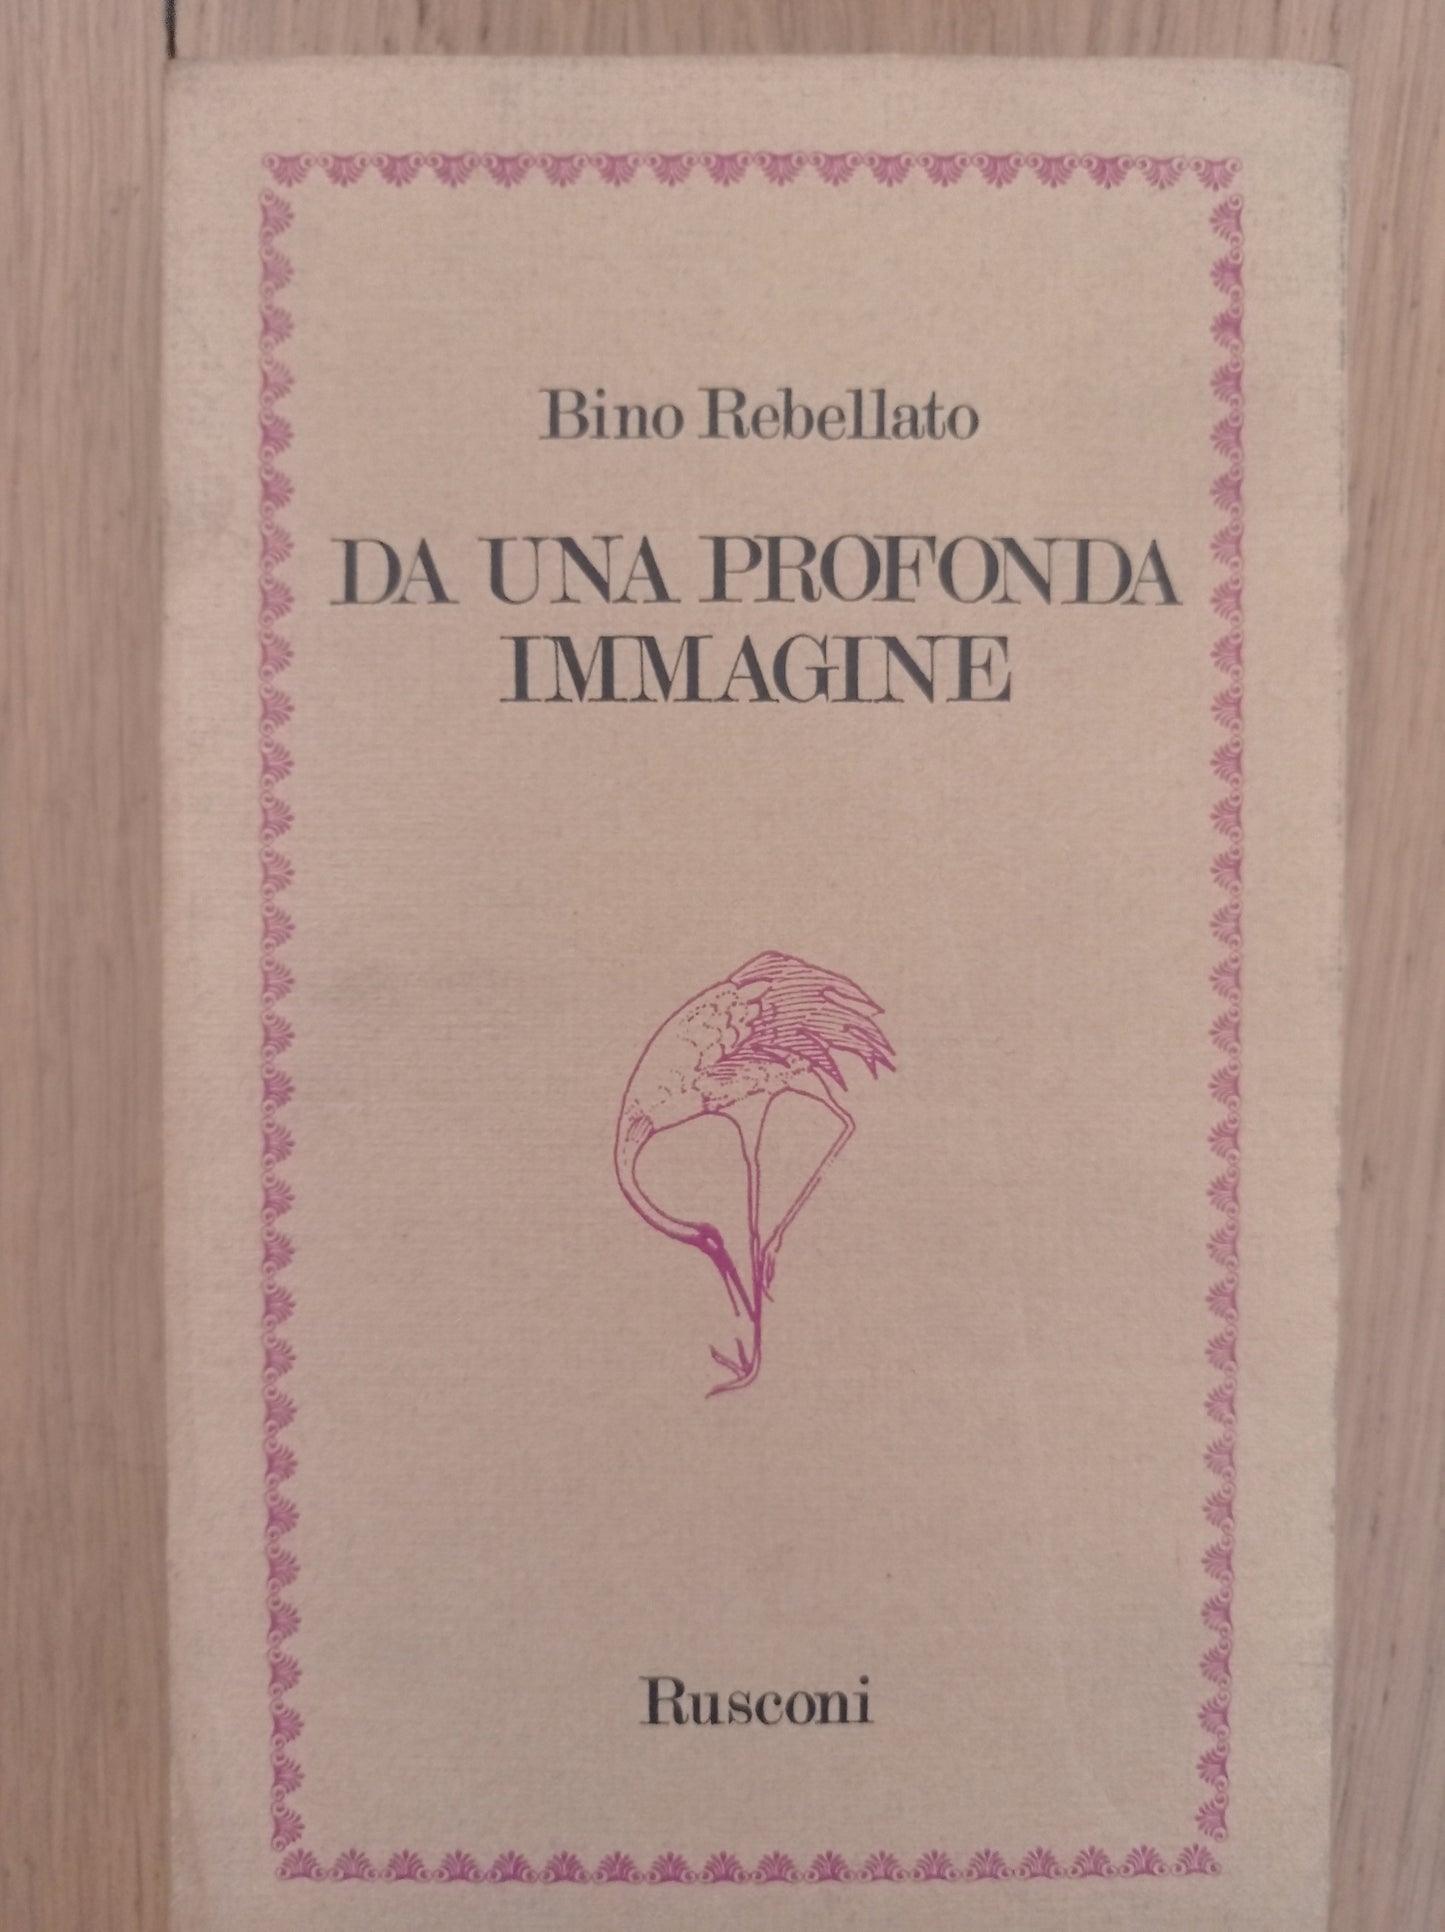 Bino Rebellato
DA UNA PROFONDA
IMMAGINE
Rusconi